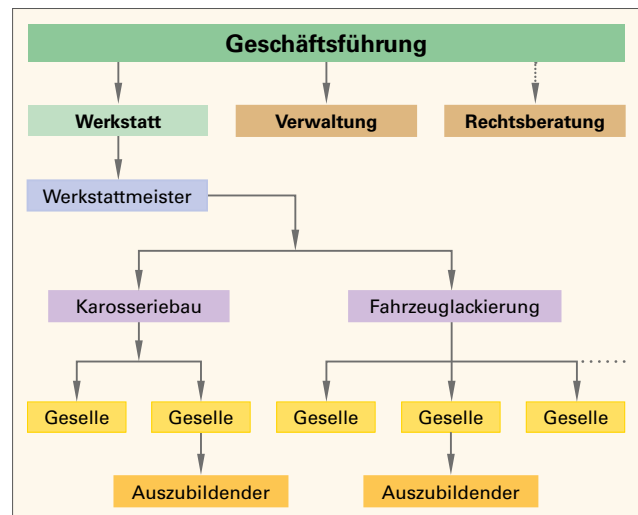 Geschäftsführung
Werkstatt
Verwaltung
Rechtsberatung
Werkstattmeister
Karosseriebau
Fahrzeuglackierung
Geselle
Geselle
Geselle
Geselle
Geselle
Auszubildender
Auszubildender